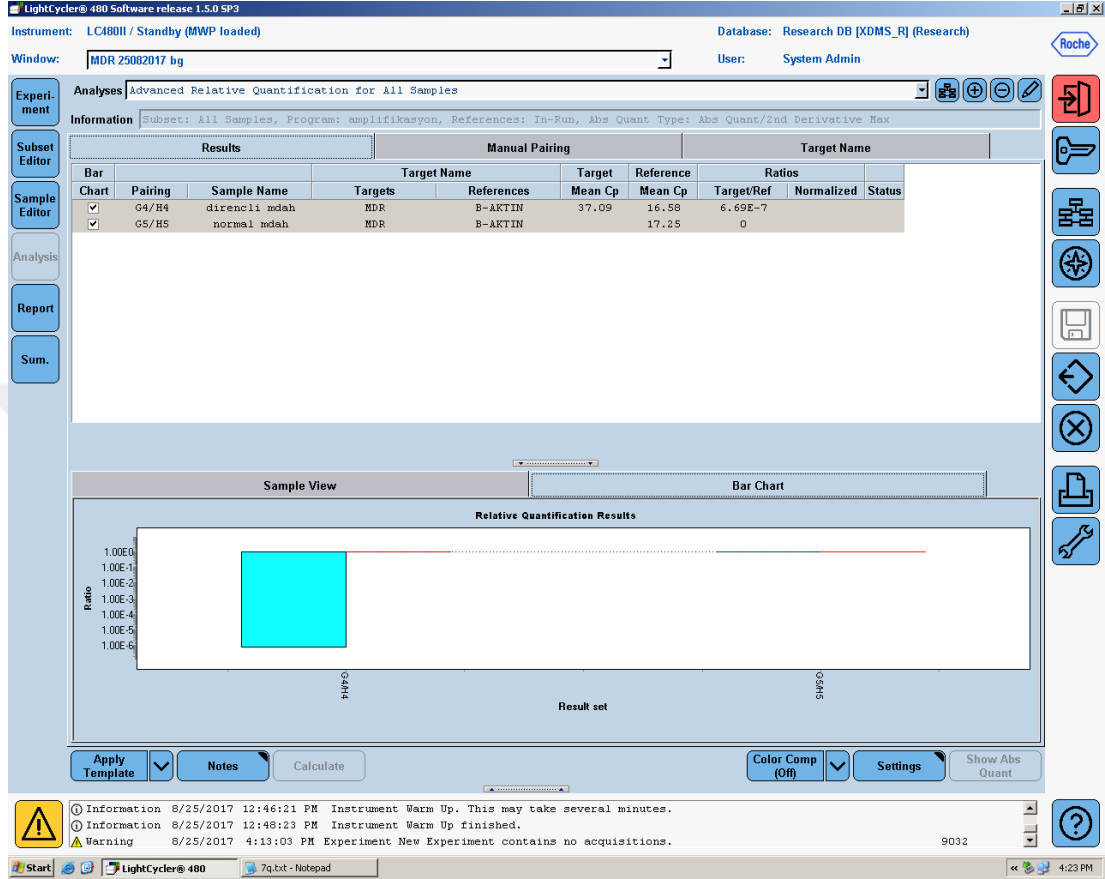 LightCycler® 480 Software release 1.5.0 SP3
Instrument: LC480II / Standby (MWP loaded) Database: Research DB [XDMS_R] (Research)
Roche
Window: MDR 25082017 bg User: System Admin
Experi-
ment
Analyses Advanced Relative Quantification for All Samples
Information Subset: All Samples, Program: amplifikasyon, References: In-Run, Abs Quant Type: Abs Quant/2nd Derivative Max
Subset
Editor
Results Manual Pairing Target Name
Bar Target Name Target Reference Ratios
Chart Pairing Sample Name Targets References Mean Cp Mean Cp Target/Ref Normalized Status
G4/H4 direncli mdah MDR B-AKTIN 37.09 16.58 6.69E-7
G5/H5 normal mdah MDR B-AKTIN 17.25 0
Sample
Editor
Analysis
Report
Sum.
Sample View Bar Chart
Relative Quantification Results
Ratio
1.00E0
1.00E-1
1.00E-2
1.00E-3
1.00E-4
1.00E-5
1.00E-6
G4/H4 G5/H5
Result set
Apply
Template
Notes Calculate
Color Comp
(Off)
Settings
Show Abs
Quant
Information 8/25/2017 12:46:21 PM Instrument Warm Up. This may take several minutes.
Information 8/25/2017 12:48:23 PM Instrument Warm Up finished.
Warning 8/25/2017 4:13:03 PM Experiment New Experiment contains no acquisitions. 9032
Start LightCycler® 480 7q.txt - Notepad 4:23 PM